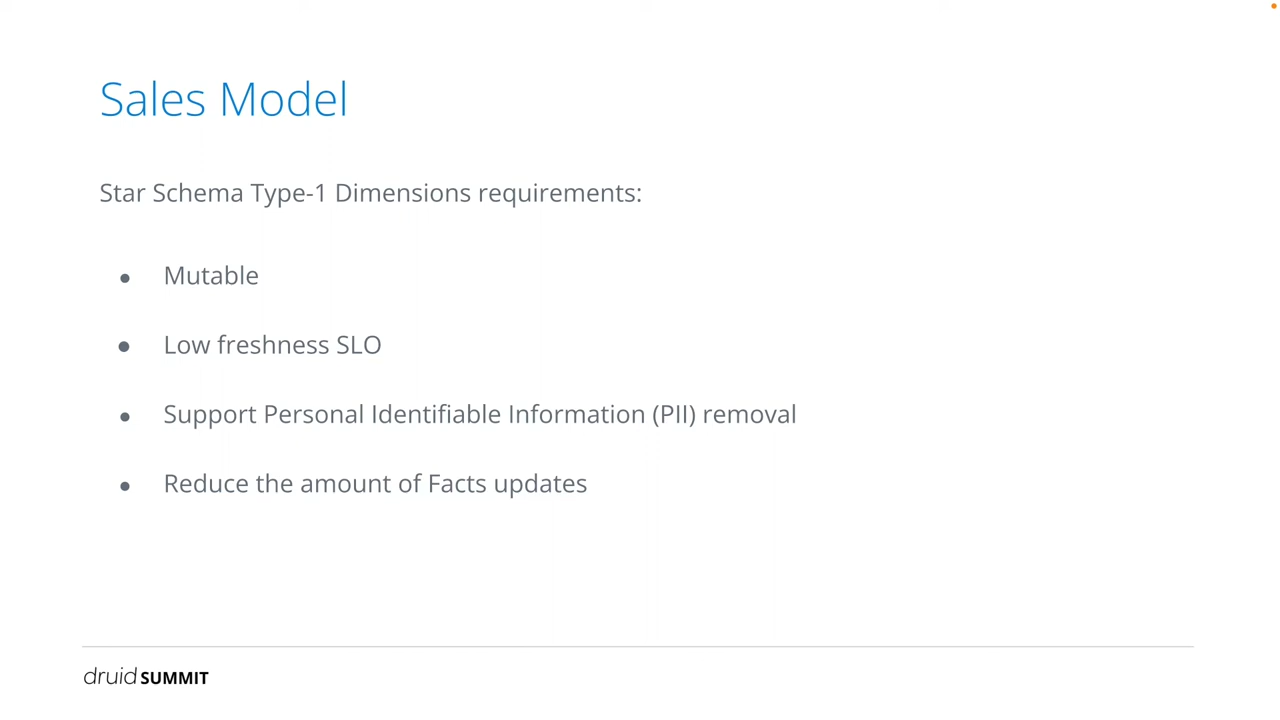 Sales Model
Star Schema Type-1 Dimensions requirements:
● Mutable
● Low freshness SLO
● Support Personal Identifiable Information (PII) removal
● Reduce the amount of Facts updates
druid SUMMIT